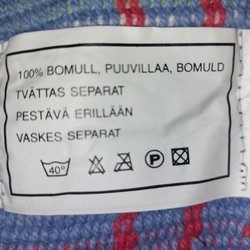 100% BOMULL, PUUVILLAA, BOMULD
TVÄTTAS SEPARAT
PESTÄVÄ ERILLÄÄN
VASKES SEPARAT
40° P